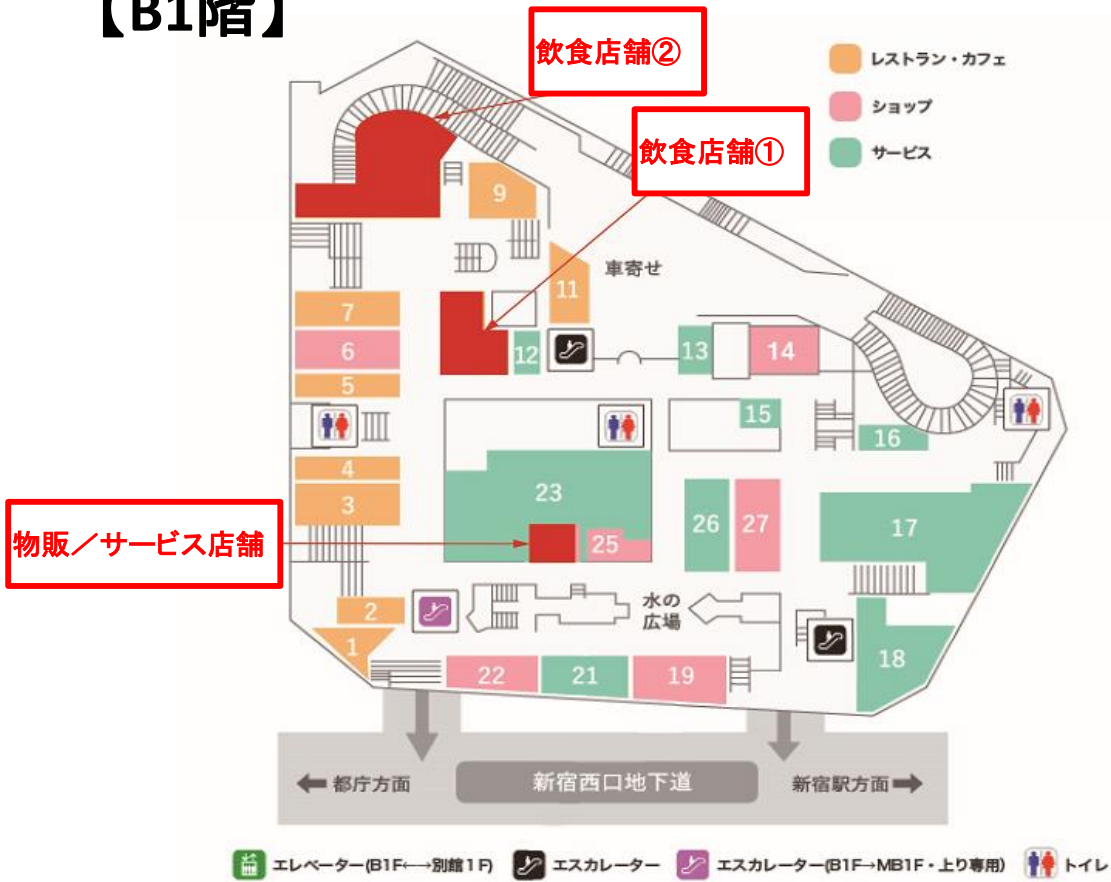 【B1階】
飲食店舗②
飲食店舗①
レストラン・カフェ
ショップ
サービス
9
車寄せ
11
7
6
5
12
13
14
15
16
4
3
23
25
26
27
17
物販／サービス店舗
2
1
水の
広場
18
22
21
19
都庁方面
新宿西口地下道
新宿駅方面
エレベーター(B1F←→別館1F)
エスカレーター
エスカレーター(B1F→MB1F・上り専用)
トイレ